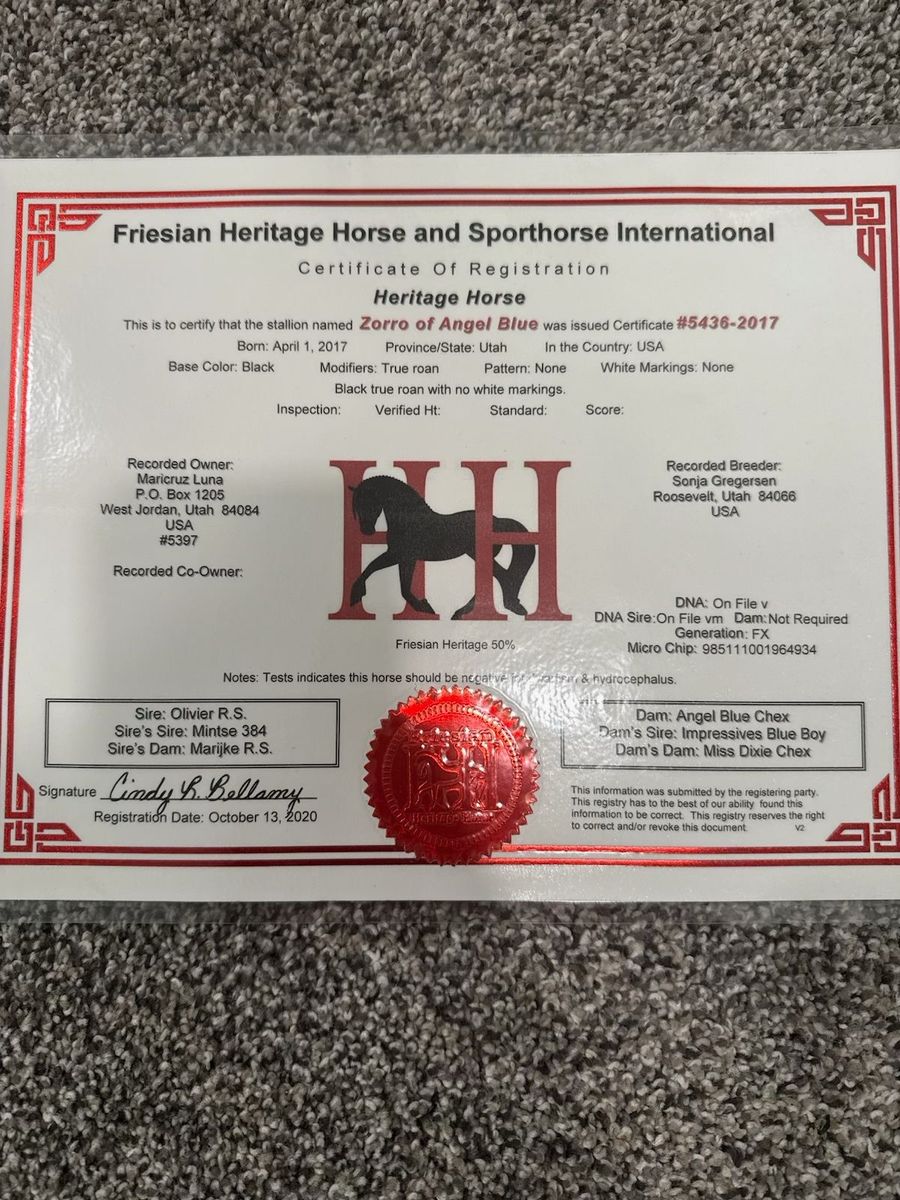 Friesian Heritage Horse and Sporthorse International
Certificate Of Registration
Heritage Horse
This is to certify that the stallion named Zorro of Angel Blue was issued Certificate #5436-2017
Born: April 1, 2017 Province/State: Utah In the Country: USA
Base Color: Black Modifiers: True roan Pattern: None White Markings: None
Black true roan with no white markings.
Inspection: Verified Ht: Standard: Score:
Recorded Owner:
Maricruz Luna
P.O. Box 1205
West Jordan, Utah 84084
USA
#5397
Recorded Co-Owner:
HH
Friesian Heritage 50%
Recorded Breeder:
Sonja Gregersen
Roosevelt, Utah 84066
USA
DNA: On File v
DNA Sire:On File vm Dam:Not Required
Generation: FX
Micro Chip: 985111001964934
Notes: Tests indicates this horse should be negative & hydrocephalus.
Sire: Olivier R.S.
Sire's Sire: Mintse 384
Sire's Dam: Marijke R.S.
Dam: Angel Blue Chex
Dam's Sire: Impressives Blue Boy
Dam's Dam: Miss Dixie Chex
Signature Cindy R. Bellamy
Registration Date: October 13, 2020
Friesian
Heritage Horse
This information was submitted by the registering party.
This registry has to the best of our ability found this
information to be correct. This registry reserves the right
to correct and/or revoke this document. V2